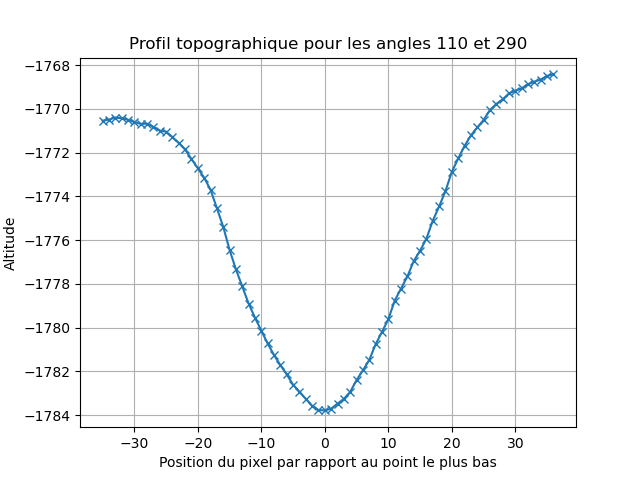 Profil topographique pour les angles 110 et 290
Altitude
−1768
−1770
−1772
−1774
−1776
−1778
−1780
−1782
−1784
−30 −20 −10 0 10 20 30
Position du pixel par rapport au point le plus bas